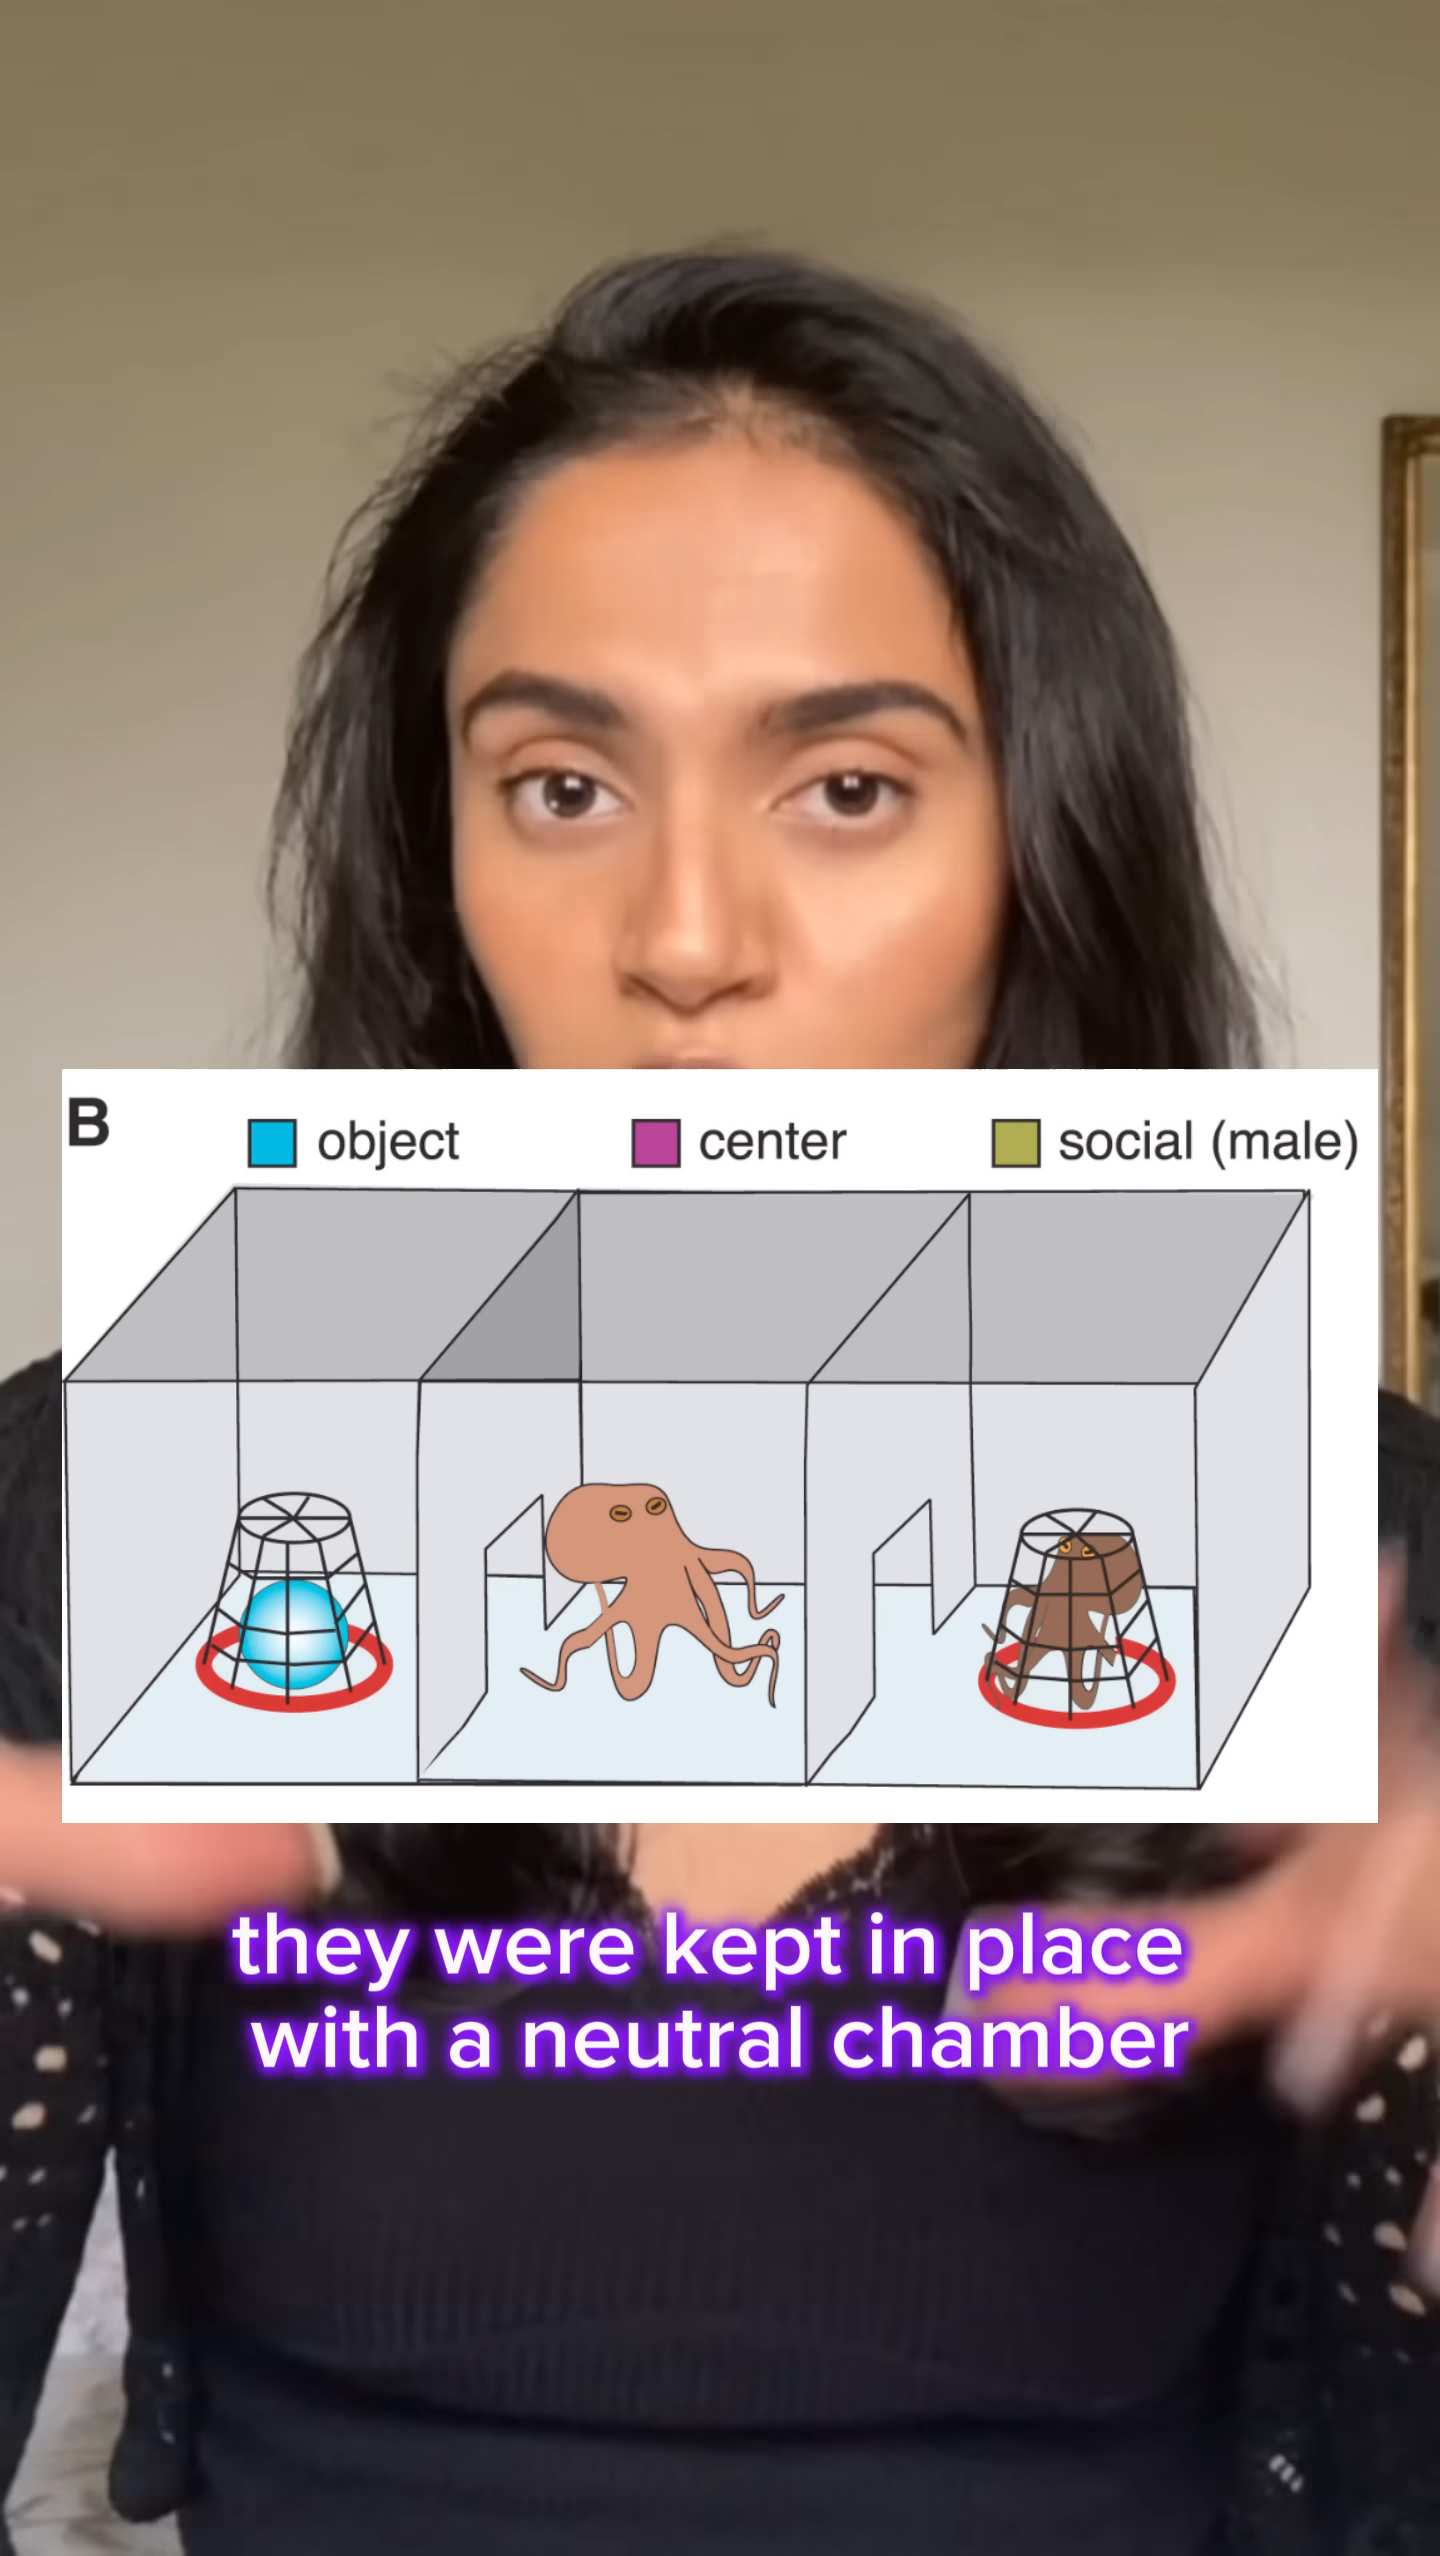 B
object
center
social (male)
they were kept in place
with a neutral chamber